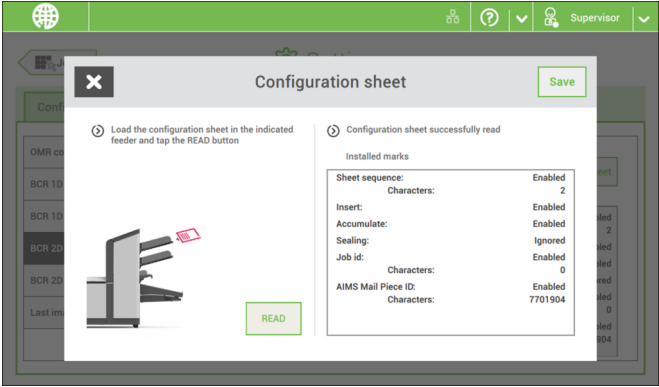 Supervisor
Configuration sheet
Save
Load the configuration sheet in the indicated
feeder and tap the READ button
READ
Configuration sheet successfully read
Installed marks
Sheet sequence: Enabled
Characters: 2
Insert: Enabled
Accumulate: Enabled
Sealing: Ignored
Job id: Enabled
Characters: 0
AIMS Mail Piece ID: Enabled
Characters: 7701904
OMR co
BCR 1D
BCR 1D
BCR 2D
BCR 2D
Last im